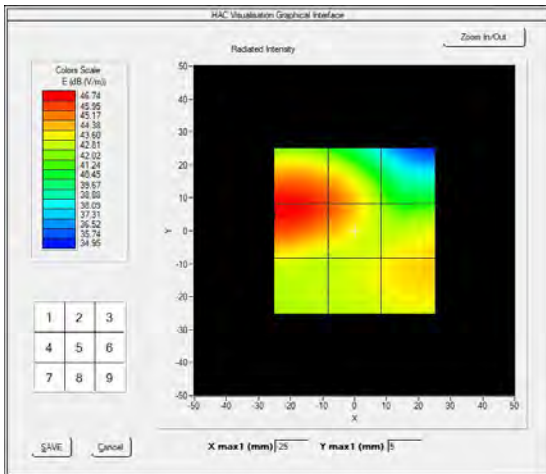 HAC Visualisation Graphical Interface
Zoom In/Out
Radiated Intensity
Colors Scale
E (dB (V/m))
46.74
45.95
45.17
44.38
43.60
42.81
42.02
41.24
40.45
39.67
38.88
38.09
37.31
36.52
35.74
34.95
50
40
30
20
10
0
-10
-20
-30
-40
-50
Y
-50 -40 -30 -20 -10 0 10 20 30 40 50
X
1 2 3
4 5 6
7 8 9
SAVE Cancel
X max1 (mm) -25 Y max1 (mm) 5